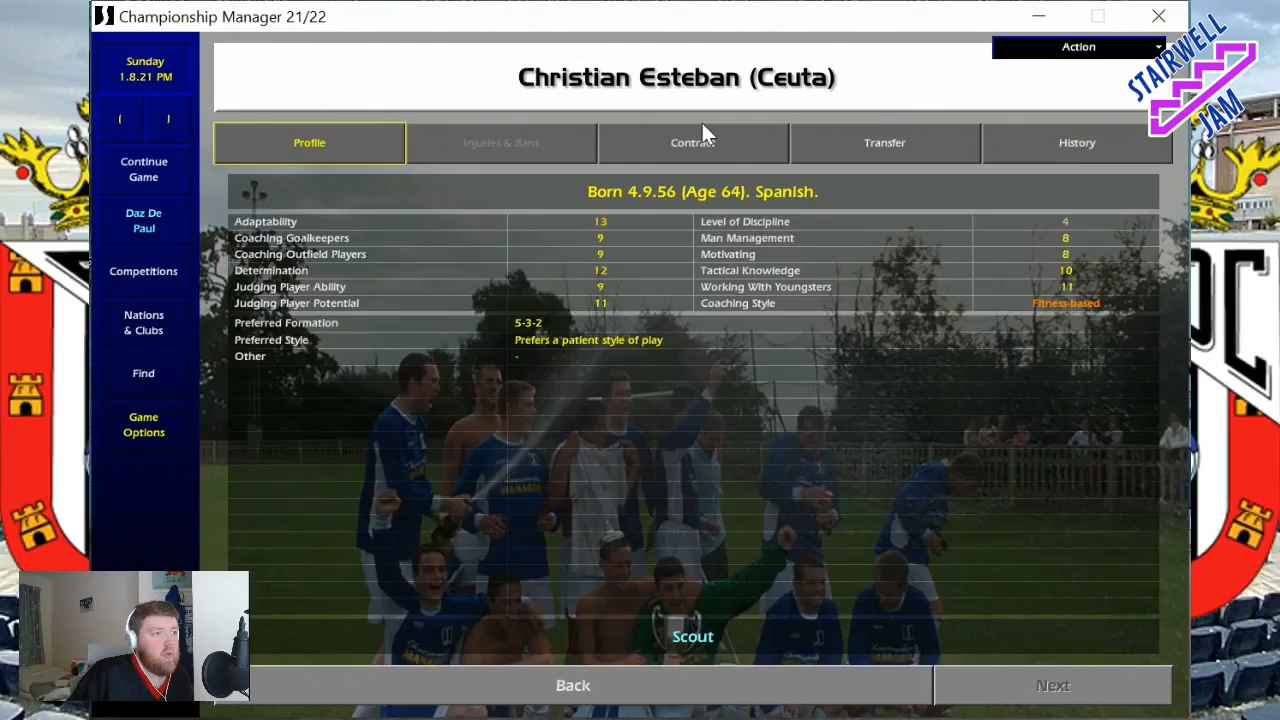 Championship Manager 21/22
Sunday
1.8.21 PM
Continue
Game
Daz De
Paul
Competitions
Nations
& Clubs
Find
Game
Options
Action
STAIRWELL
JAM
Christian Esteban (Ceuta)
Profile
Injuries & Bans
Contract
Transfer
History
Born 4.9.56 (Age 64). Spanish.
Adaptability 13 Level of Discipline 4
Coaching Goalkeepers 9 Man Management 8
Coaching Outfield Players 9 Motivating 8
Determination 12 Tactical Knowledge 10
Judging Player Ability 9 Working With Youngsters 11
Judging Player Potential 11 Coaching Style Fitness-based
Preferred Formation 5-3-2
Preferred Style Prefers a patient style of play
Other -
Scout
Back
Next